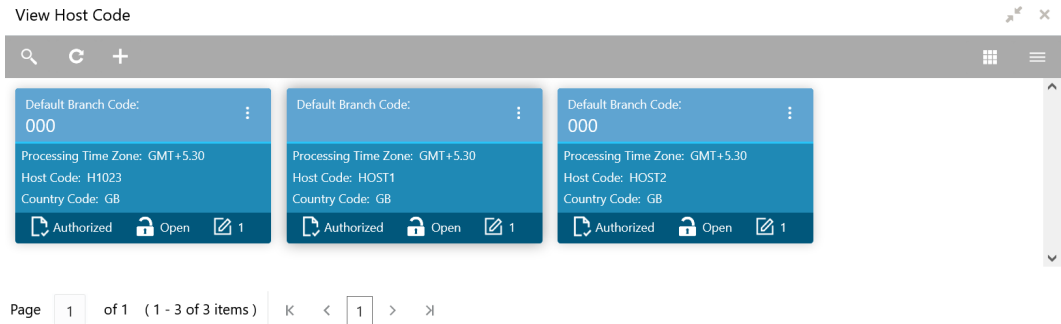 View Host Code
Default Branch Code:
000
Processing Time Zone: GMT+5.30
Host Code: H1023
Country Code: GB
Authorized Open 1
Default Branch Code:
Processing Time Zone: GMT+5.30
Host Code: HOST1
Country Code: GB
Authorized Open 1
Default Branch Code:
000
Processing Time Zone: GMT+5.30
Host Code: HOST2
Country Code: GB
Authorized Open 1
Page 1 of 1 ( 1 - 3 of 3 items ) 1